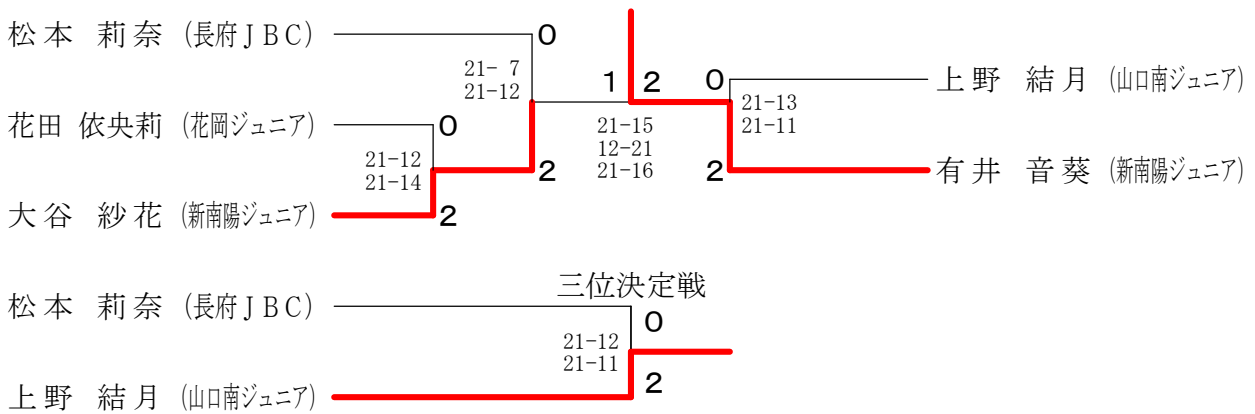 松本 莉奈 (長府JBC)
0
21- 7
21-12
1 2
0
上野 結月 (山口南ジュニア)
21-13
21-11
花田 依央莉 (花岡ジュニア)
0
21-12
21-14
2
21-15
12-21
21-16
2
有井 音葵 (新南陽ジュニア)
大谷 紗花 (新南陽ジュニア)
2
三位決定戦
松本 莉奈 (長府JBC)
0
21-12
21-11
2
上野 結月 (山口南ジュニア)